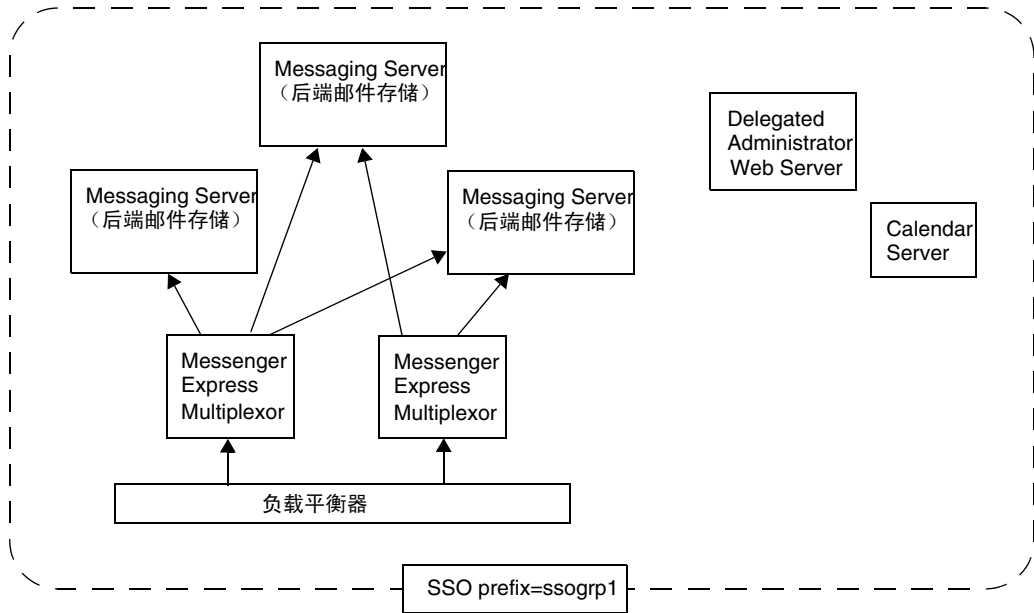 Messaging Server
（后端邮件存储）
Delegated
Administrator
Web Server
Messaging Server
（后端邮件存储）
Messaging Server
（后端邮件存储）
Calendar
Server
Messenger
Express
Multiplexor
Messenger
Express
Multiplexor
负载平衡器
SSO prefix=ssogrp1